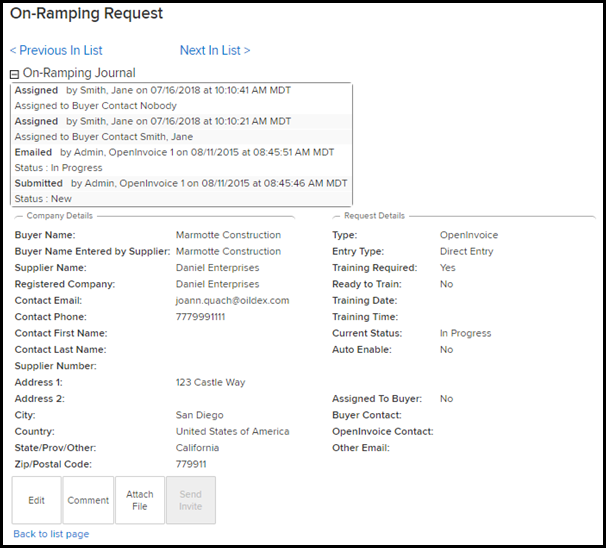 On-Ramping Request
< Previous In List Next In List >
On-Ramping Journal
Assigned by Smith, Jane on 07/16/2018 at 10:10:41 AM MDT
Assigned to Buyer Contact Nobody
Assigned by Smith, Jane on 07/16/2018 at 10:10:21 AM MDT
Assigned to Buyer Contact Smith, Jane
Emailed by Admin, OpenInvoice 1 on 08/11/2015 at 08:45:51 AM MDT
Status : In Progress
Submitted by Admin, OpenInvoice 1 on 08/11/2015 at 08:45:46 AM MDT
Status : New
Company Details
Buyer Name: Marmotte Construction
Buyer Name Entered by Supplier: Marmotte Construction
Supplier Name: Daniel Enterprises
Registered Company: Daniel Enterprises
Contact Email: joann.quach@oildex.com
Contact Phone: 7779991111
Contact First Name:
Contact Last Name:
Supplier Number:
Address 1: 123 Castle Way
Address 2:
City: San Diego
Country: United States of America
State/Prov/Other: California
Zip/Postal Code: 779911
Request Details
Type: OpenInvoice
Entry Type: Direct Entry
Training Required: Yes
Ready to Train: No
Training Date:
Training Time:
Current Status: In Progress
Auto Enable: No
Assigned To Buyer: No
Buyer Contact:
OpenInvoice Contact:
Other Email:
Edit
Comment
Attach
File
Send
Invite
Back to list page